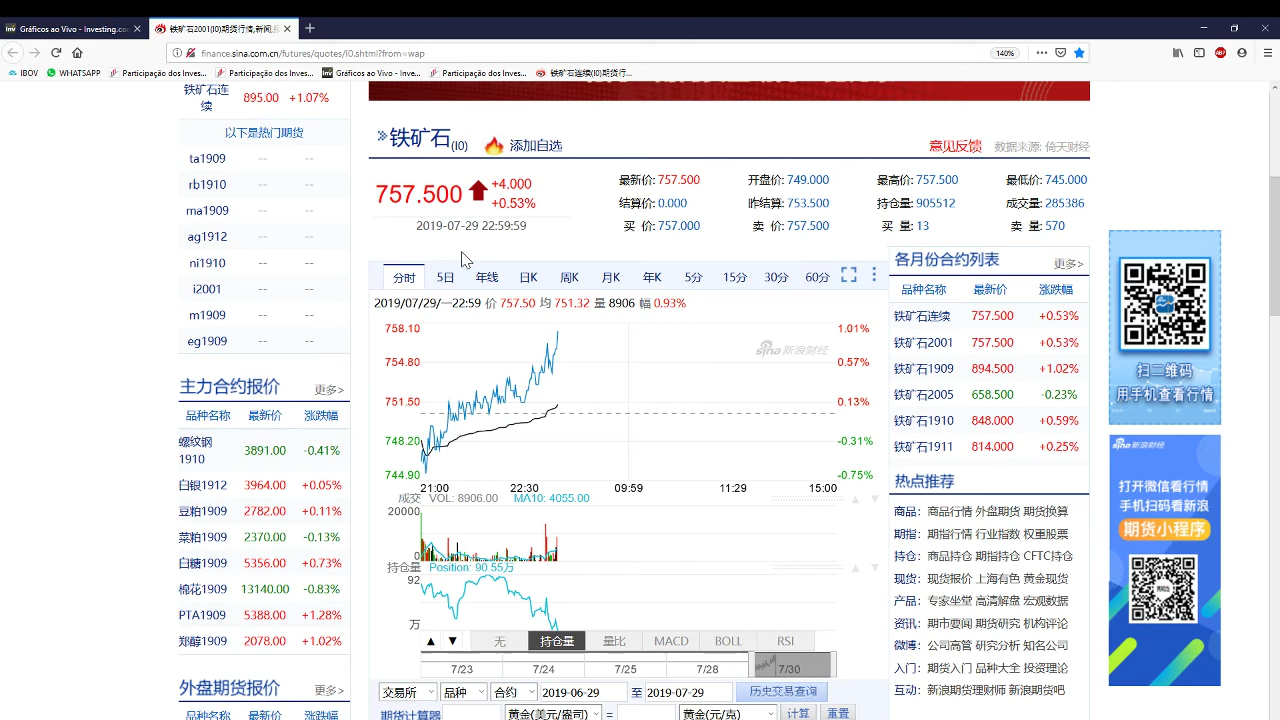 Gráficos ao Vivo - Investing.co
铁矿石2001(I0)期货行情,新闻,
finance.sina.com.cn/futures/quotes/I0.shtml?from=wap
140%
IBOV WHATSAPP Participação dos Inves... Participação dos Inves... Gráficos ao Vivo - Inve... Participação dos Inves... 铁矿石连续(I0)期货行...
铁矿石连续 895.00 +1.07%
以下是热门期货
ta1909 -- --
rb1910 -- --
ma1909 -- --
ag1912 -- --
ni1909 -- --
i2001 -- --
m1909 -- --
eg1909 -- --
主力合约报价 更多>
品种名称 最新价 涨跌幅
螺纹钢1910 3891.00 -0.41%
白银1912 3964.00 +0.05%
豆粕1909 2782.00 +0.11%
菜粕1909 2370.00 -0.13%
白糖1909 5356.00 +0.73%
棉花1909 13140.00 -0.83%
PTA1909 5388.00 +1.28%
郑醇1909 2078.00 +1.02%
外盘期货报价 更多>
品种名称 最新价 涨跌幅
铁矿石(I0) 添加自选 意见反馈 数据来源: 倚天财经
757.500 +4.000
+0.53%
2019-07-29 22:59:59
最新价: 757.500 开盘价: 749.000 最高价: 757.500 最低价: 745.000
结算价: 0.000 昨结算: 753.500 持仓量: 905512 成交量: 285386
买 价: 757.000 卖 价: 757.500 买 量: 13 卖 量: 570
分时 5日 年线 日K 周K 月K 年K 5分 15分 30分 60分
2019/07/29/一22:59 价 757.50 均 751.32 量 8906 幅 0.93%
758.10 1.01%
sina 新浪财经
754.80 0.57%
751.50 0.13%
748.20 -0.31%
744.90 -0.75%
21:00 22:30 09:59 11:29 15:00
成交 VOL: 8906.00 MA10: 4055.00
20000
0
持仓量 Position: 90.55万
92
万
无 持仓量 量比 MACD BOLL RSI
7/23 7/24 7/25 7/28 7/30
交易所 品种 合约 2019-06-29 至 2019-07-29 历史交易查询
期货计算器 黄金(美元/盎司) = 黄金(元/克) 计算 重置
各月份合约列表 更多>
品种名称 最新价 涨跌幅
铁矿石连续 757.500 +0.53%
铁矿石2001 757.500 +0.53%
铁矿石1909 894.500 +1.02%
铁矿石2005 658.500 -0.23%
铁矿石1910 848.000 +0.59%
铁矿石1911 814.000 +0.25%
热点推荐
商品: 商品行情 外盘期货 期货换算
期指: 期指行情 行业指数 权重股票
持仓: 商品持仓 期指持仓 CFTC持仓
现货: 现货报价 上海有色 黄金现货
产品: 专家坐堂 高清解盘 宏观数据
资讯: 期市要闻 期货研究 机构评论
微博: 公司高管 研究分析 知名公司
入门: 期货入门 品种大全 投资理论
互动: 新浪期货理财师 新浪期货吧
扫二维码
用手机查看行情
sina 新浪财经
打开微信看行情
手机扫码看新浪
期货小程序